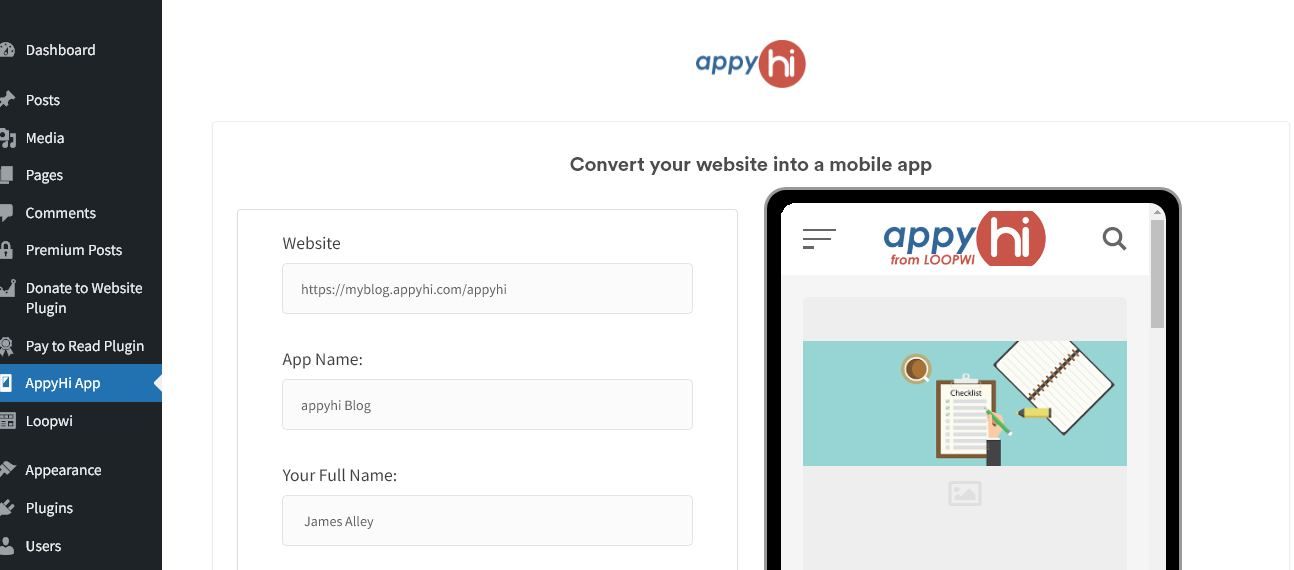 Dashboard
Posts
Media
Pages
Comments
Premium Posts
Donate to Website
Plugin
Pay to Read Plugin
AppyHi App
Loopwi
Appearance
Plugins
Users
appyhi
Convert your website into a mobile app
Website
https://myblog.appyhi.com/appyhi
App Name:
appyhi Blog
Your Full Name:
James Alley
appyhi
from LOOPWI
Checklist